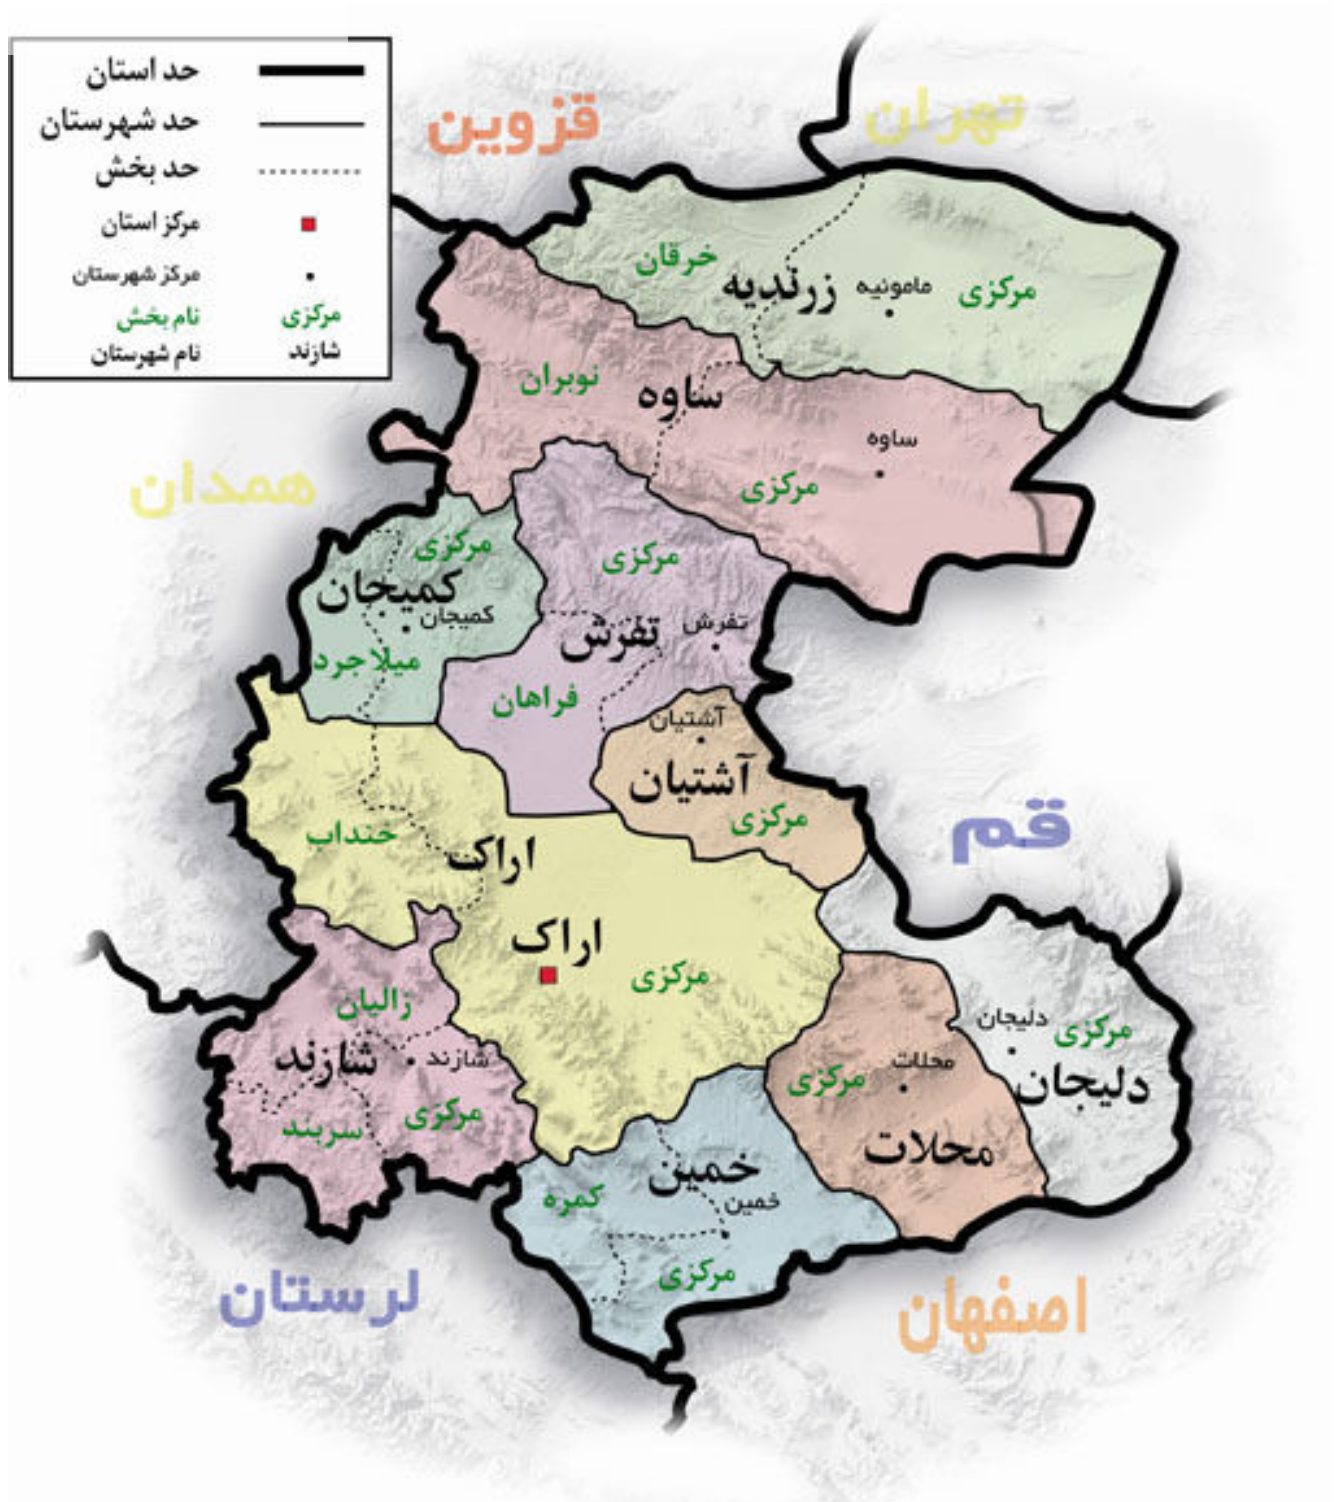 حد استان
حد شهرستان
حد بخش
مرکز استان
مرکز شهرستان
مرکزی نام بخش
شازند نام شهرستان
تهران
قزوین
خرقان
زرندیه
مامونیه
مرکزی
نوبران
ساوه
ساوه
مرکزی
همدان
مرکزی
کمیجان
کمیجان
میلاجرد
مرکزی
تفرش
تفرش
فراهان
آشتیان
آشتیان
مرکزی
قم
خنداب
اراک
اراک
مرکزی
زالیان
شازند
شازند
سربند
مرکزی
دلیجان
مرکزی
دلیجان
محلات
مرکزی
محلات
خمین
خمین
کمره
مرکزی
لرستان
اصفهان